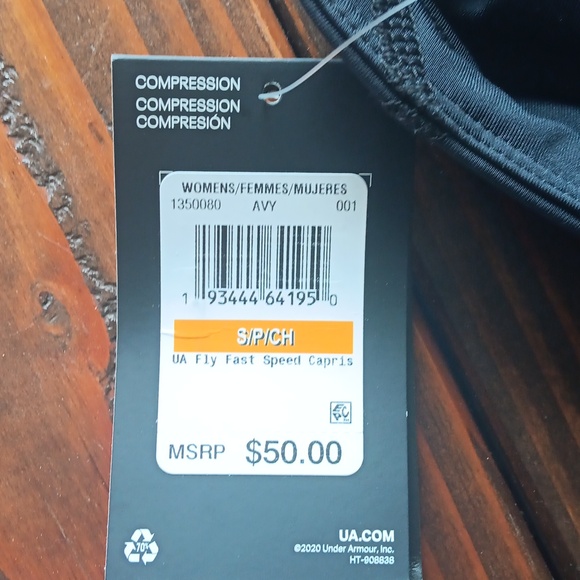 COMPRESSION
COMPRESSION
COMPRESIÓN
WOMENS/FEMMES/MUJERES
1350080 AVY 001
1 93444 64195 0
S/P/CH
UA Fly Fast Speed Capris
MSRP $50.00
70%
UA.COM
©2020 Under Armour, Inc.
HT-908838